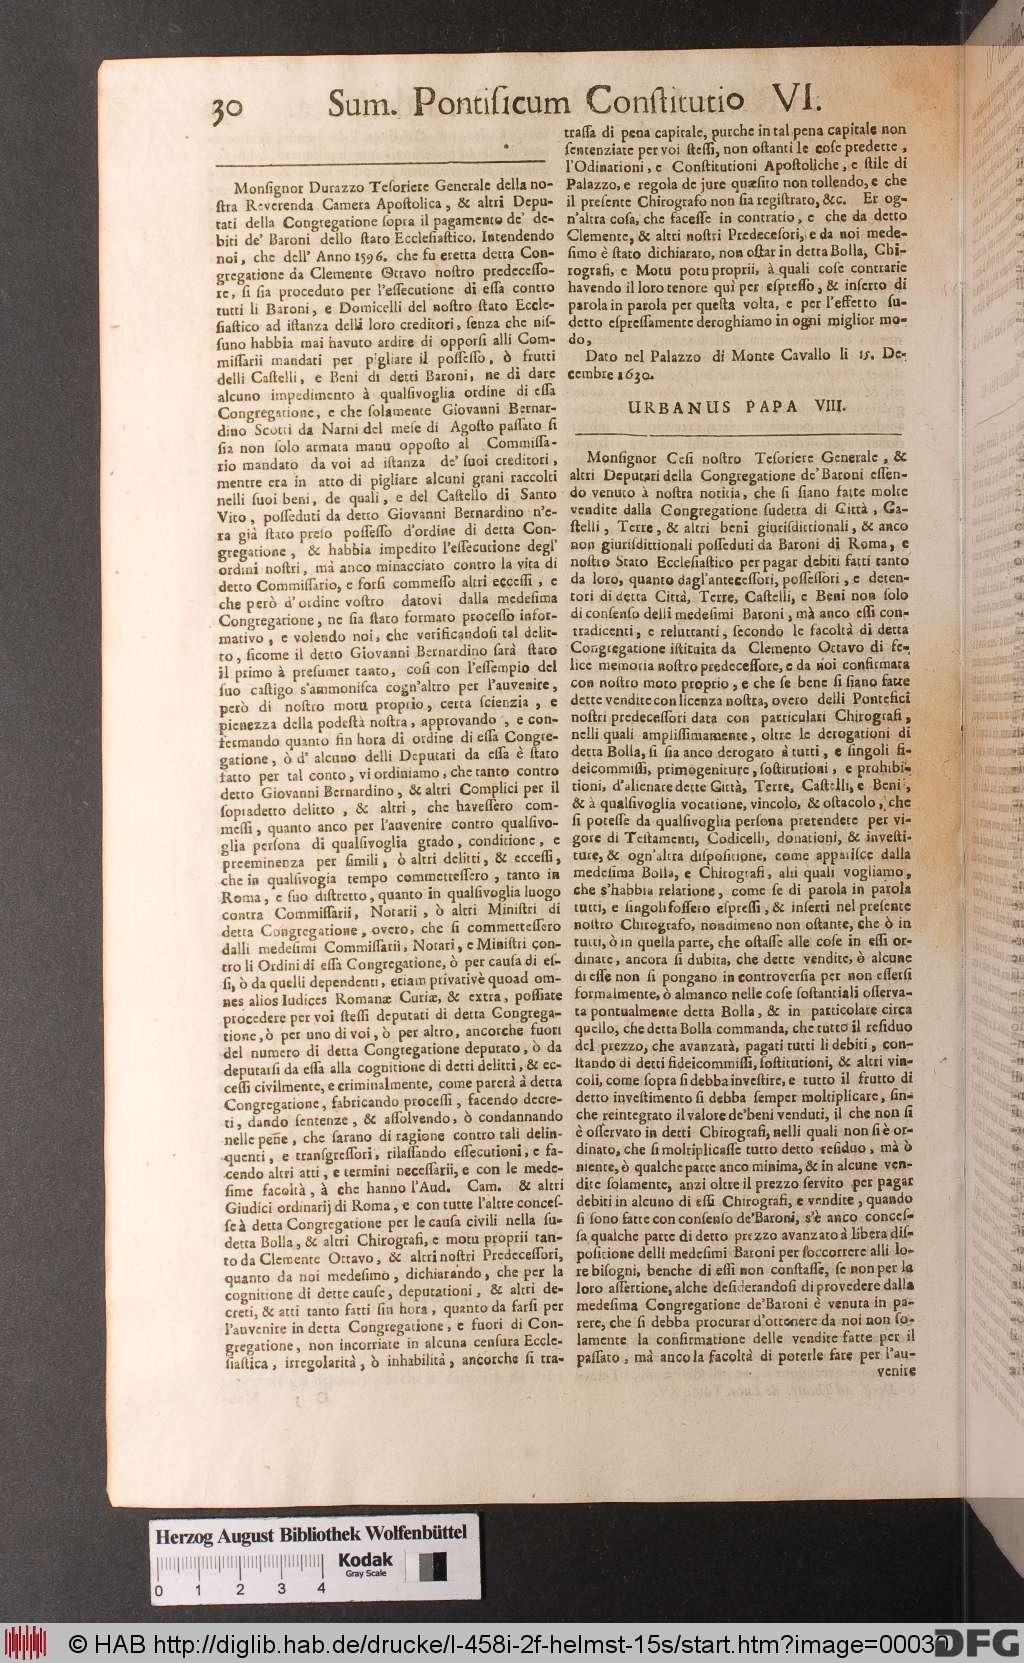 30 Sum. Pontificum Constitutio VI.
Monsignor Durazzo Tesoriere Generale della no-
stra Reverenda Camera Apostolica, & altri Depu-
tati della Congregatione sopra il pagamento de' de-
biti de' Baroni dello stato Ecclesiastico. Intendendo
noi, che dell' Anno 1596. che fu eretta detta Con-
gregatione da Clemente Ottavo nostro predecesso-
re, si sia proceduto per l'essecutione di essa contro
tutti li Baroni, e Domicelli del nostro stato Eccle-
siastico ad istanza delli loro creditori, senza che nis-
suno habbia mai havuto ardire di opporsi alli Com-
missarii mandati per pigliare il possesso, ò frutti
delli Castelli, e Beni di detti Baroni, ne di dare
alcuno impedimento à qualsivoglia ordine di essa
Congregatione, e che solamente Giovanni Bernar-
dino Scotti da Narni del mese di Agosto passato si
sia non solo armata manu opposto al Commissa-
rio mandato da voi ad istanza de' suoi creditori,
mentre era in atto di pigliare alcuni grani raccolti
nelli suoi beni, de quali, e del Castello di Santo
Vito, posseduti da detto Giovanni Bernardino n'e-
ra già stato preso possesso d'ordine di detta Con-
gregatione, & habbia impedito l'essecutione degl'
ordini nostri, mà anco minacciato contro la vita di
detto Commissario, e forsi commesso altri eccessi, e
che però d' ordine vostro datovi dalla medesima
Congregatione, ne sia stato formato processo infor-
mativo, e volendo noi, che verificandosi tal delit-
to, sicome il detto Giovanni Bernardino sarà stato
il primo à presumer tanto, così con l'essempio del
suo castigo s'ammonisca cogn'altro per l'auvenire,
però di nostro motu proprio, certa scienzia, e
pienezza della podestà nostra, approvando, e con-
fermando quanto fin hora di ordine di essa Congre-
gatione, ò d' alcuno delli Deputati da essa è stato
fatto per tal conto, vi ordiniamo, che tanto contro
detto Giovanni Bernardino, & altri Complici per il
sopradetto delitto, & altri, che havessero com-
messi, quanto anco per l'auvenire contro qualsivo-
glia persona di qualsivoglia grado, conditione, e
preeminenza per simili, ò altri delitti, & eccessi,
che in qualsivogia tempo commettessero, tanto in
Roma, e suo distretto, quanto in qualsivoglia luogo
contra Commissarii, Notarii, ò altri Ministri di
detta Congregatione, overo, che si commettessero
dalli medesimi Commissarii, Notari, e Ministri con-
tro li Ordini di essa Congregatione, ò per causa di es-
si, ò da quelli dependenti, etiam privativè quoad om-
nes alios Iudices Romanæ Curiæ, & extra, possiate
procedere per voi stessi deputati di detta Congrega-
tione, ò per uno di voi, ò per altro, ancorche fuori
del numero di detta Congregatione deputato, ò da
deputarsi da essa alla cognitione di detti delitti, & ec-
cessi civilmente, e criminalmente, come parerà à detta
Congregatione, fabricando processi, facendo decre-
ti, dando sentenze, & assolvendo, ò condannando
nelle pene, che sarano di ragione contro tali delin-
quenti, e transgressori, rilassando essecutioni, e fa-
cendo altri atti, e termini necessarii, e con le mede-
sime facoltà, à che hanno l'Aud. Cam. & altri
Giudici ordinarij di Roma, e con tutte l'altre conces-
se à detta Congregatione per le causa civili nella su-
detta Bolla, & altri Chirografi, e motu proprii tan-
to da Clemente Ottavo, & altri nostri Predecessori,
quanto da noi medesimo, dichiarando, che per la
cognitione di dette cause, deputationi, & altri de-
creti, & atti tanto fatti sin hora, quanto da farsi per
l'auvenire in detta Congregatione, e fuori di Con-
gregatione, non incorriate in alcuna censura Eccle-
siastica, irregolarità, ò inhabilità, ancorche si tra-
trassa di pena capitale, purche in tal pena capitale non
sentenziate per voi stessi, non ostanti le cose predette,
l'Odinationi, e Constitutioni Apostoliche, e stile di
Palazzo, e regola de jure quæsito non tollendo, e che
il presente Chirografo non sia registrato, &c. Er og-
n'altra cosa, che facesse in contratio, e che da detto
Clemente, & altri nostri Predecesori, e da noi mede-
simo è stato dichiarato, non ostar in detta Bolla, Chi-
rografi, e Motu potu proprii, à quali cose contrarie
havendo il loro tenore qui per espresso, & inserto di
parola in parola per questa volta, e per l'effetto su-
detto espressamente deroghiamo in ogni miglior mo-
do,
Dato nel Palazzo di Monte Cavallo li 15. De-
cembre 1630.
URBANUS PAPA VIII.
Monsignor Cesi nostro Tesoriere Generale, &
altri Deputari della Congregatione de' Baroni essen-
do venuto à nostra notitia, che si siano fatte molte
vendite dalla Congregatione sudetta di Città, Ca-
stelli, Terre, & altri beni giurisdittionali, & anco
non giurisdittionali posseduti da Baroni di Roma, e
nostro Stato Ecclesiastico per pagar debiti fatti tanto
da loro, quanto dagl'antecessori, possessori, e deten-
tori di detta Città, Terre, Castelli, e Beni non solo
di consenso delli medesimi Baroni, mà anco essi con-
tradicenti, e reluttanti, secondo le facoltà di detta
Congregatione istituita da Clemento Ottavo di fe-
lice memoria nostro predecessore, e da noi confirmata
con nostro moto proprio, e che se bene si siano fatte
dette vendite con licenza nostra, overo delli Pontefici
nostri predecessori data con particulari Chirografi,
nelli quali amplissimamente, oltre le derogationi di
detta Bolla, si sia anco derogato à tutti, e singoli fi-
deicommissi, primogeniture, sostitutioni, e prohibi-
tioni, d'alienare dette Città, Terre, Castelli, e Beni,
& à qualsivoglia vocatione, vincolo, & ostacolo, che
si potesse da qualsivoglia persona pretendere per vi-
gore di Testamenti, Codicelli, donationi, & investi-
ture, & ogn'altra dispositione, come apparisce dalla
medesima Bolla, e Chirografi, alli quali vogliamo,
che s'habbia relatione, come se di parola in parola
tutti, e singoli fossero espressi, & inserti nel presente
nostro Chirografo, nondimeno non ostante, che ò in
tutti, ò in quella parte, che ostasse alle cose in essi or-
dinate, ancora si dubita, che dette vendite, ò alcune
di esse non si pongano in controversia per non essersi
formalmente, ò almanco nelle cose sostantiali osserva-
ta pontualmente detta Bolla, & in particolare circa
quello, che detta Bolla commanda, che tutto il residuo
del prezzo, che avanzarà, pagati tutti li debiti, con-
stando di detti fideicommissi, sostitutioni, & altri vin-
coli, come sopra si debba investire, e tutto il frutto di
detto investimento si debba semper moltiplicare, sin-
che reintegrato il valore de'beni venduti, il che non si
è osservato in detti Chirografi, nelli quali non si è or-
dinato, che si moltiplicasse tutto detto residuo, mà ò
niente, ò qualche parte anco minima, & in alcune ven-
dite solamente, anzi oltre il prezzo servito per pagar
debiti in alcuno di essi Chirografi, e vendite, quando
si sono fatte con consenso de'Baroni, s'è anco conces-
sa qualche parte di detto prezzo avanzato à libera dis-
positione delli medesimi Baroni per soccorrere alli lo-
re bisogni, benche di essi non constasse, se non per la
loro assertione, alche desiderandosi di provedere dalla
medesima Congregatione de'Baroni è venuta in pa-
rere, che si debba procurar d'ottenere da noi non so-
lamente la confirmatione delle vendite fatte per il
passato, mà anco la facoltà di poterle fare per l'au-
venire
Herzog August Bibliothek Wolfenbüttel
0 1 2 3 4
Kodak
Gray Scale
© HAB http://diglib.hab.de/drucke/l-458i-2f-helmst-15s/start.htm?image=00030
DFG